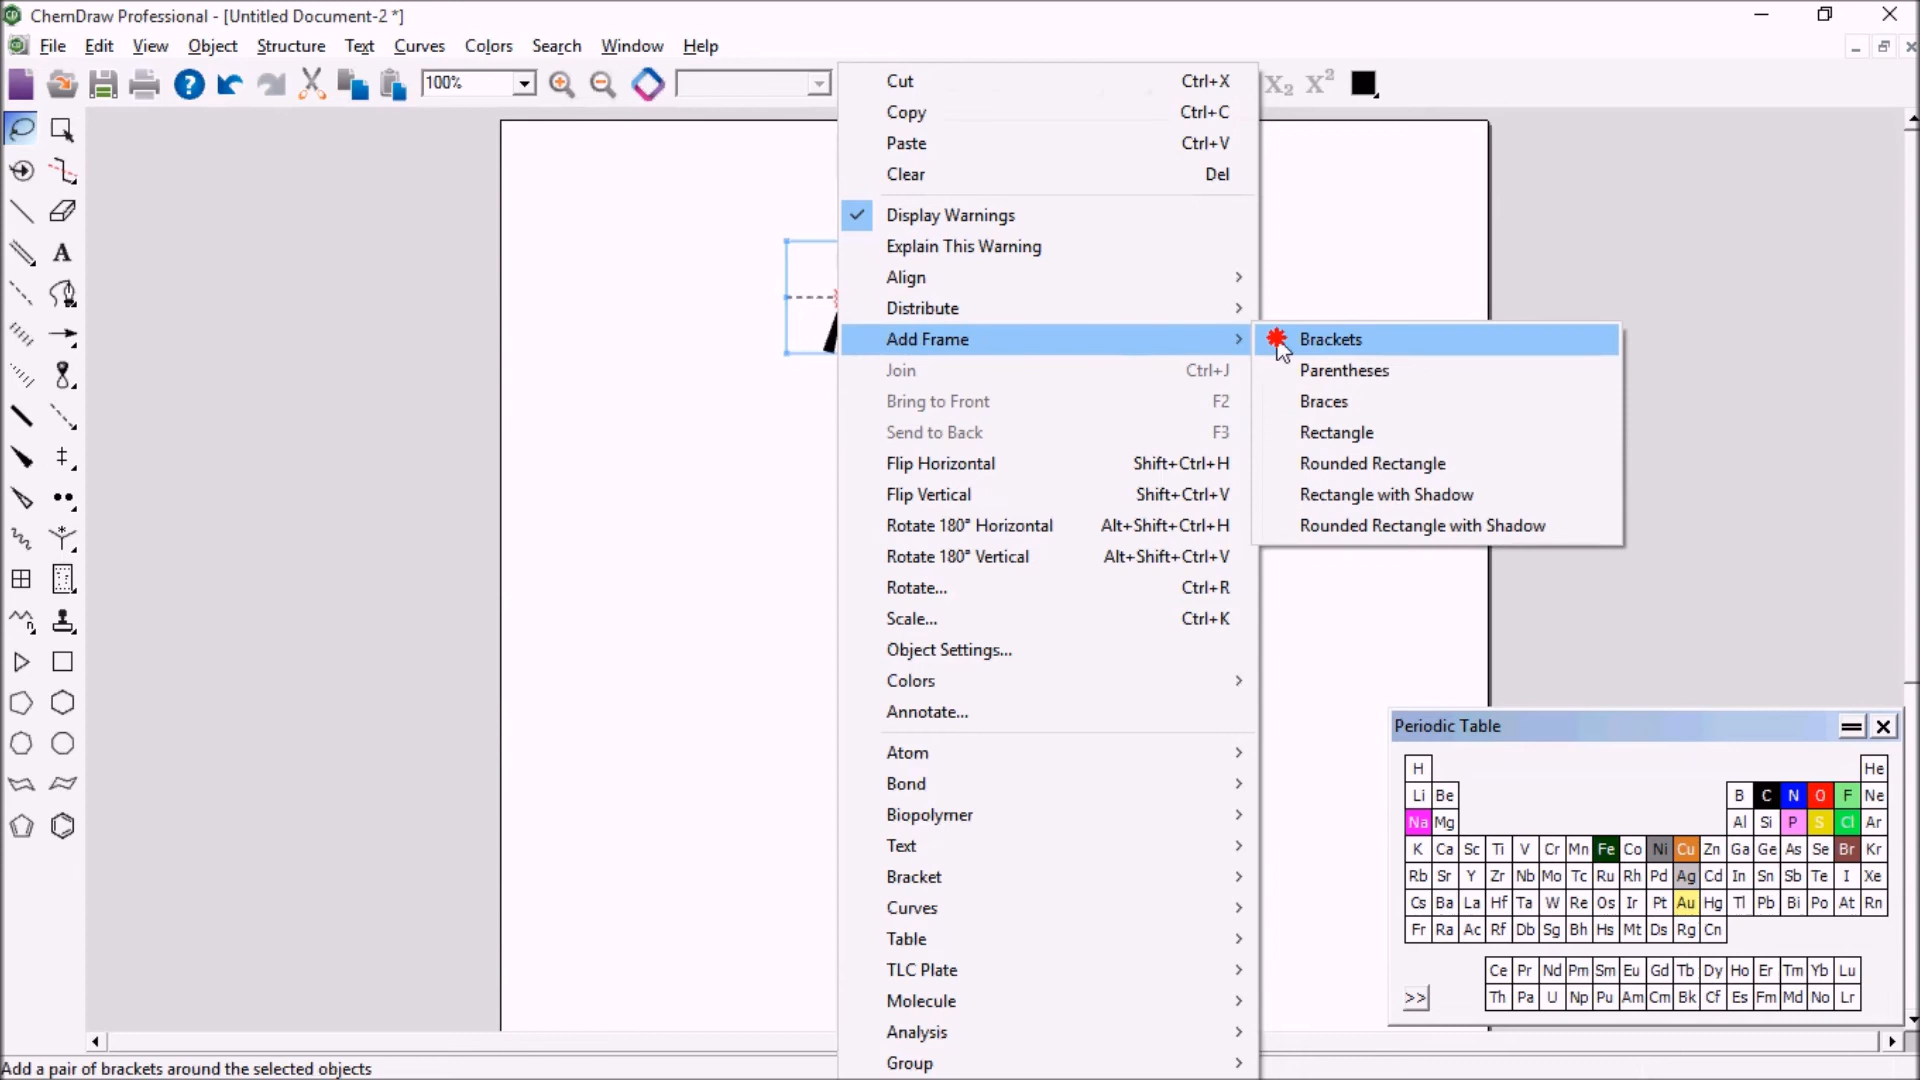 ChemDraw Professional - [Untitled Document-2 *]
File Edit View Object Structure Text Curves Colors Search Window Help
100% X₂ X²
Cut Ctrl+X
Copy Ctrl+C
Paste Ctrl+V
Clear Del
Display Warnings
Explain This Warning
Align
Distribute
Add Frame
Join Ctrl+J
Bring to Front F2
Send to Back F3
Flip Horizontal Shift+Ctrl+H
Flip Vertical Shift+Ctrl+V
Rotate 180° Horizontal Alt+Shift+Ctrl+H
Rotate 180° Vertical Alt+Shift+Ctrl+V
Rotate... Ctrl+R
Scale... Ctrl+K
Object Settings...
Colors
Annotate...
Atom
Bond
Biopolymer
Text
Bracket
Curves
Table
TLC Plate
Molecule
Analysis
Group
Brackets
Parentheses
Braces
Rectangle
Rounded Rectangle
Rectangle with Shadow
Rounded Rectangle with Shadow
A
n
Periodic Table
H He
Li Be B C N O F Ne
Na Mg Al Si P S Cl Ar
K Ca Sc Ti V Cr Mn Fe Co Ni Cu Zn Ga Ge As Se Br Kr
Rb Sr Y Zr Nb Mo Tc Ru Rh Pd Ag Cd In Sn Sb Te I Xe
Cs Ba La Hf Ta W Re Os Ir Pt Au Hg Tl Pb Bi Po At Rn
Fr Ra Ac Rf Db Sg Bh Hs Mt Ds Rg Cn
Ce Pr Nd Pm Sm Eu Gd Tb Dy Ho Er Tm Yb Lu
>> Th Pa U Np Pu Am Cm Bk Cf Es Fm Md No Lr
Add a pair of brackets around the selected objects